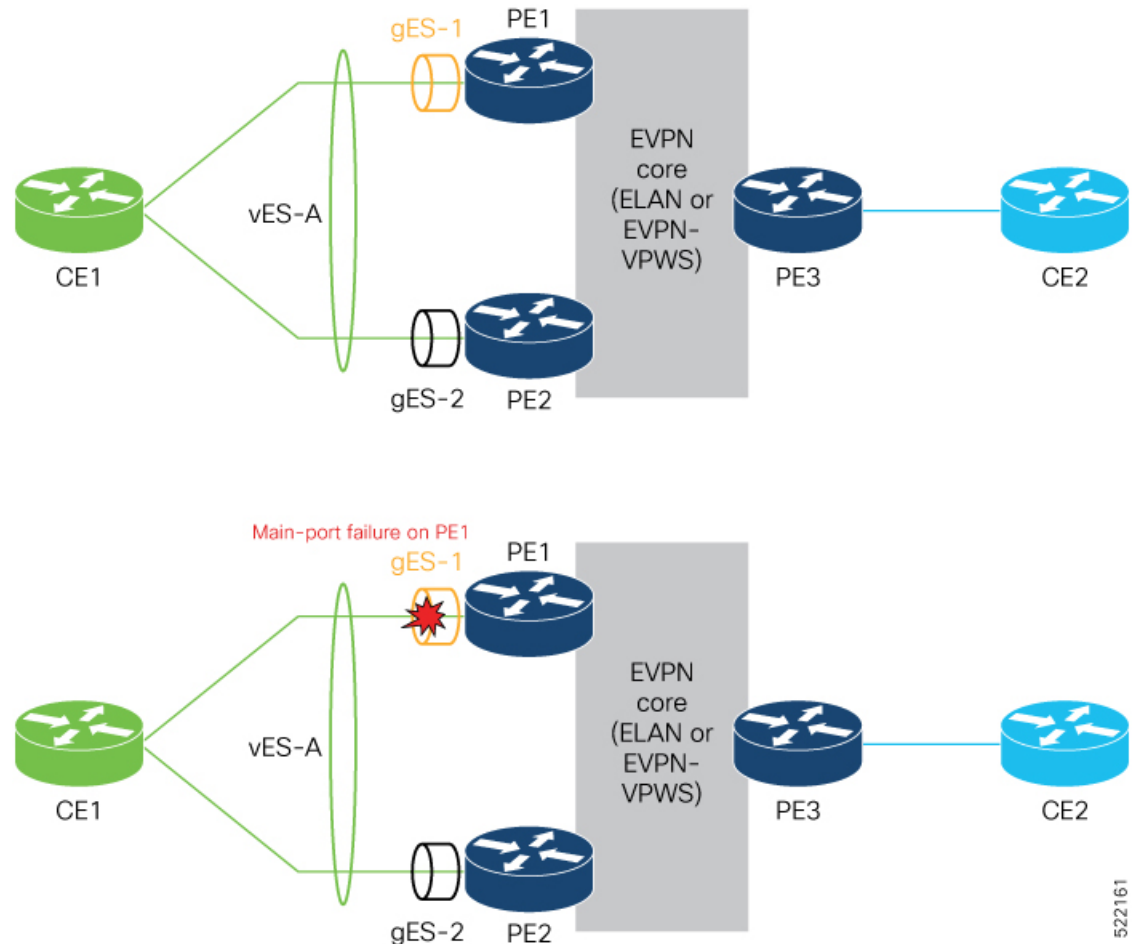 gES-1
PE1
EVPN
core
(ELAN or
EVPN-
VPWS)
vES-A
CE1
PE3
CE2
gES-2
PE2
Main-port failure on PE1
gES-1
PE1
EVPN
core
(ELAN or
EVPN-
VPWS)
vES-A
CE1
PE3
CE2
gES-2
PE2
522161